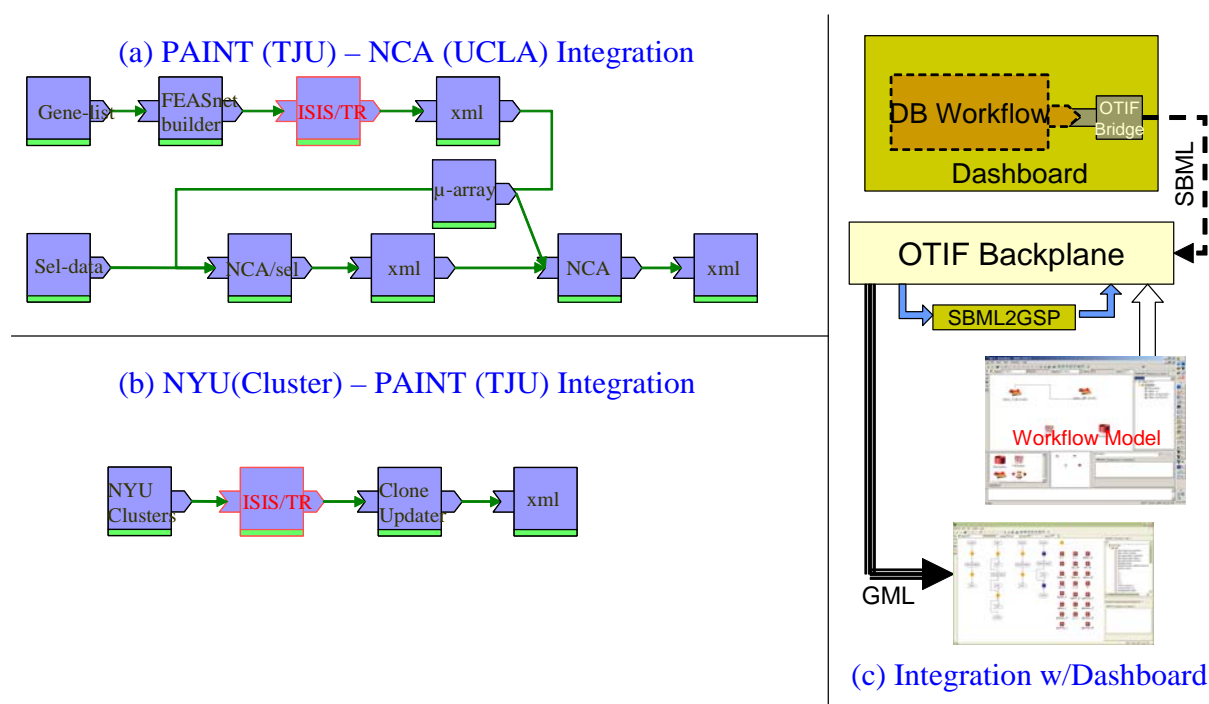 (a) PAINT (TJU) – NCA (UCLA) Integration
Gene-list
FEASnet
builder
ISIS/TR
xml
µ-array
Sel-data
NCA/sel
xml
NCA
xml
(b) NYU(Cluster) – PAINT (TJU) Integration
NYU
Clusters
ISIS/TR
Clone
Updater
xml
DB Workflow
OTIF
Bridge
Dashboard
SBML
OTIF Backplane
SBML2GSP
Workflow Model
GML
(c) Integration w/Dashboard